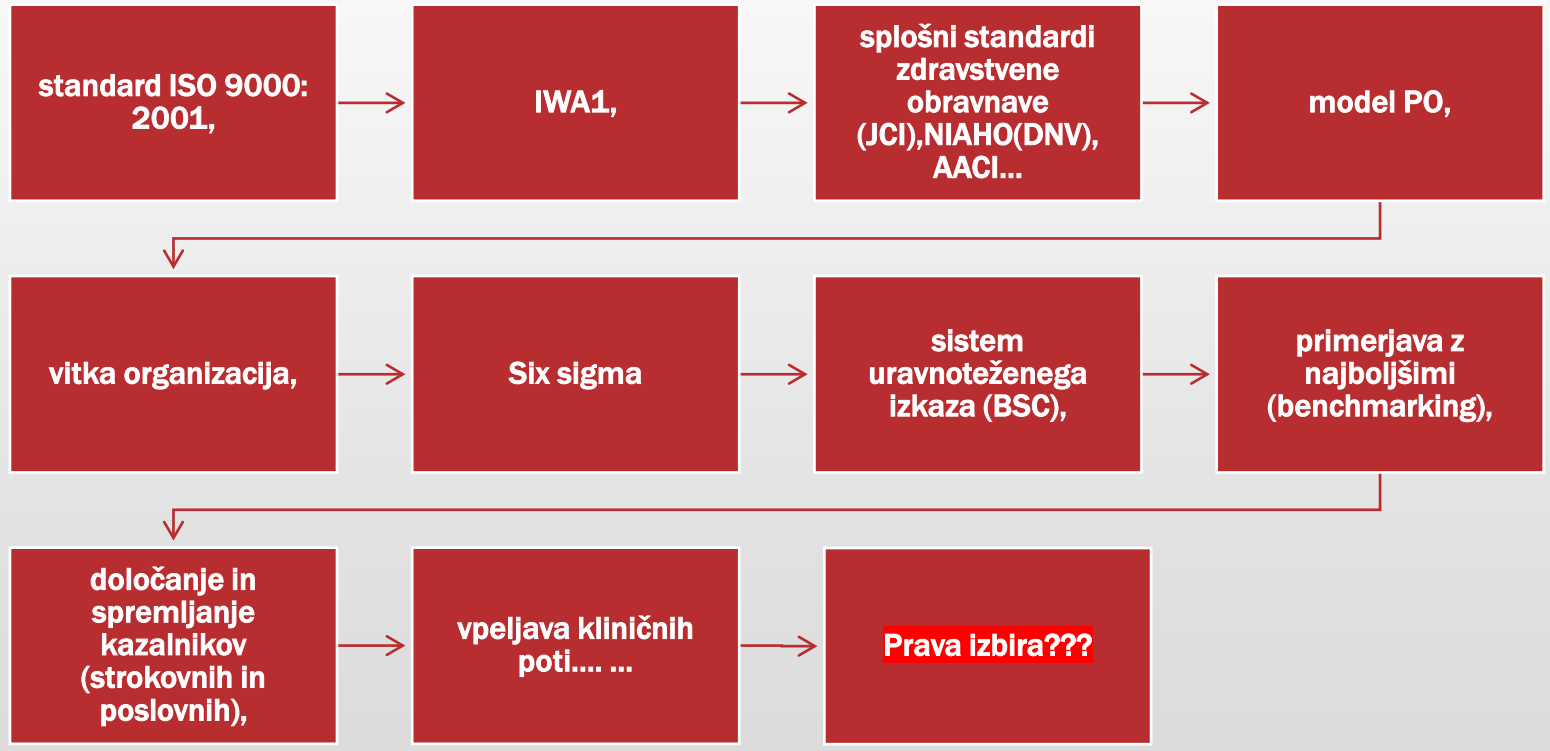 standard ISO 9000:
2001,
IWA1,
splošni standardi
zdravstvene
obravnave
(JCI),NIAHO(DNV),
AACI...
model PO,
vitka organizacija,
Six sigma
sistem
uravnoteženega
izkaza (BSC),
primerjava z
najboljšimi
(benchmarking),
določanje in
spremljanje
kazalnikov
(strokovnih in
poslovnih),
vpeljava kliničnih
poti.... ...
Prava izbira???